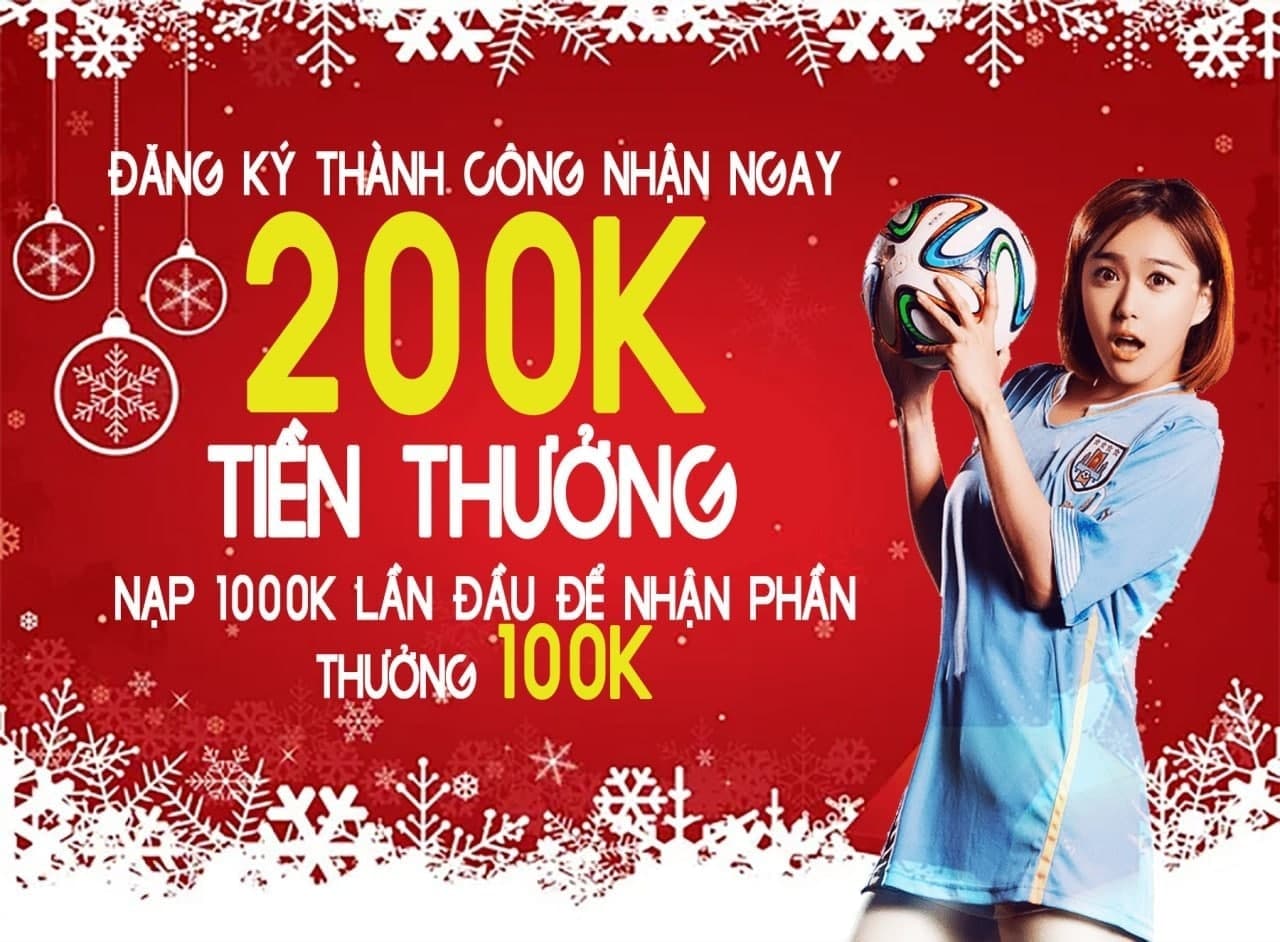 ĐĂNG KÝ THÀNH CÔNG NHẬN NGAY
200K
TIỀN THƯỞNG
NẠP 1000K LẦN ĐẦU ĐỂ NHẬN PHẦN
THƯỞNG 100K